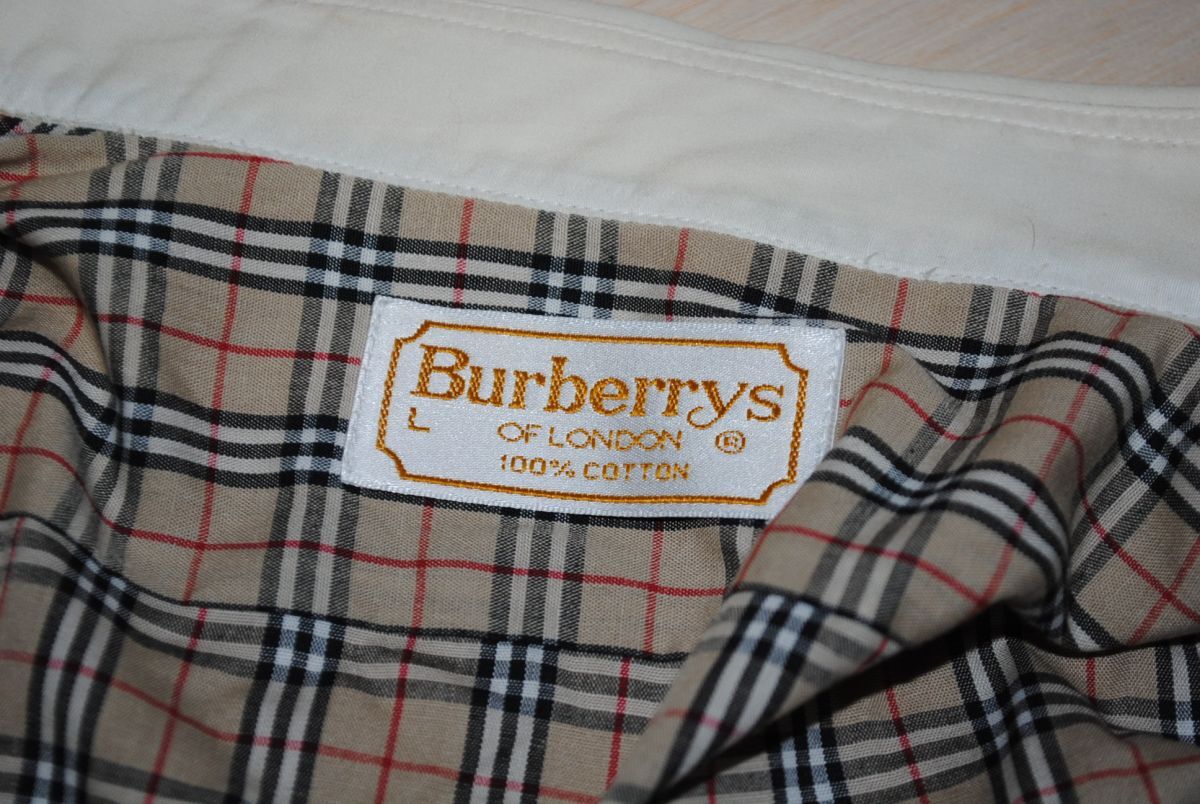 Burberrys
L OF LONDON ®
100% COTTON